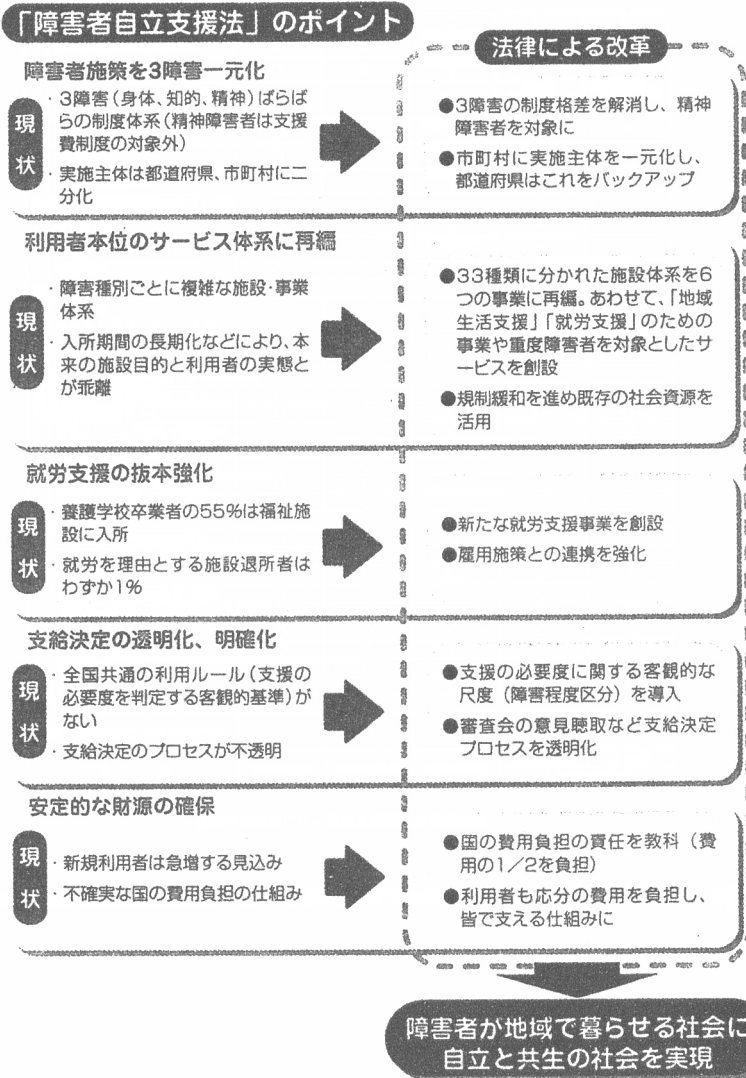 「障害者自立支援法」のポイント
法律による改革
障害者施策を3障害一元化
現状
・3障害(身体、知的、精神)ばらば
らの制度体系(精神障害者は支援
費制度の対象外)
・実施主体は都道府県、市町村に二
分化
●3障害の制度格差を解消し、精神
障害者を対象に
●市町村に実施主体を一元化し、
都道府県はこれをバックアップ
利用者本位のサービス体系に再編
現状
・障害種別ごとに複雑な施設・事業
体系
・入所期間の長期化などにより、本
来の施設目的と利用者の実態と
が乖離
●33種類に分かれた施設体系を6
つの事業に再編。あわせて、「地域
生活支援」「就労支援」のための
事業や重度障害者を対象としたサ
ービスを創設
●規制緩和を進め既存の社会資源を
活用
就労支援の抜本強化
現状
・養護学校卒業者の55%は福祉施
設に入所
・就労を理由とする施設退所者は
わずか1%
●新たな就労支援事業を創設
●雇用施策との連携を強化
支給決定の透明化、明確化
現状
・全国共通の利用ルール(支援の
必要度を判定する客観的基準)が
ない
・支給決定のプロセスが不透明
●支援の必要度に関する客観的な
尺度(障害程度区分)を導入
●審査会の意見聴取など支給決定
プロセスを透明化
安定的な財源の確保
現状
・新規利用者は急増する見込み
・不確実な国の費用負担の仕組み
●国の費用負担の責任を教科(費
用の1/2を負担)
●利用者も応分の費用を負担し、
皆で支える仕組みに
障害者が地域で暮らせる社会に
自立と共生の社会を実現